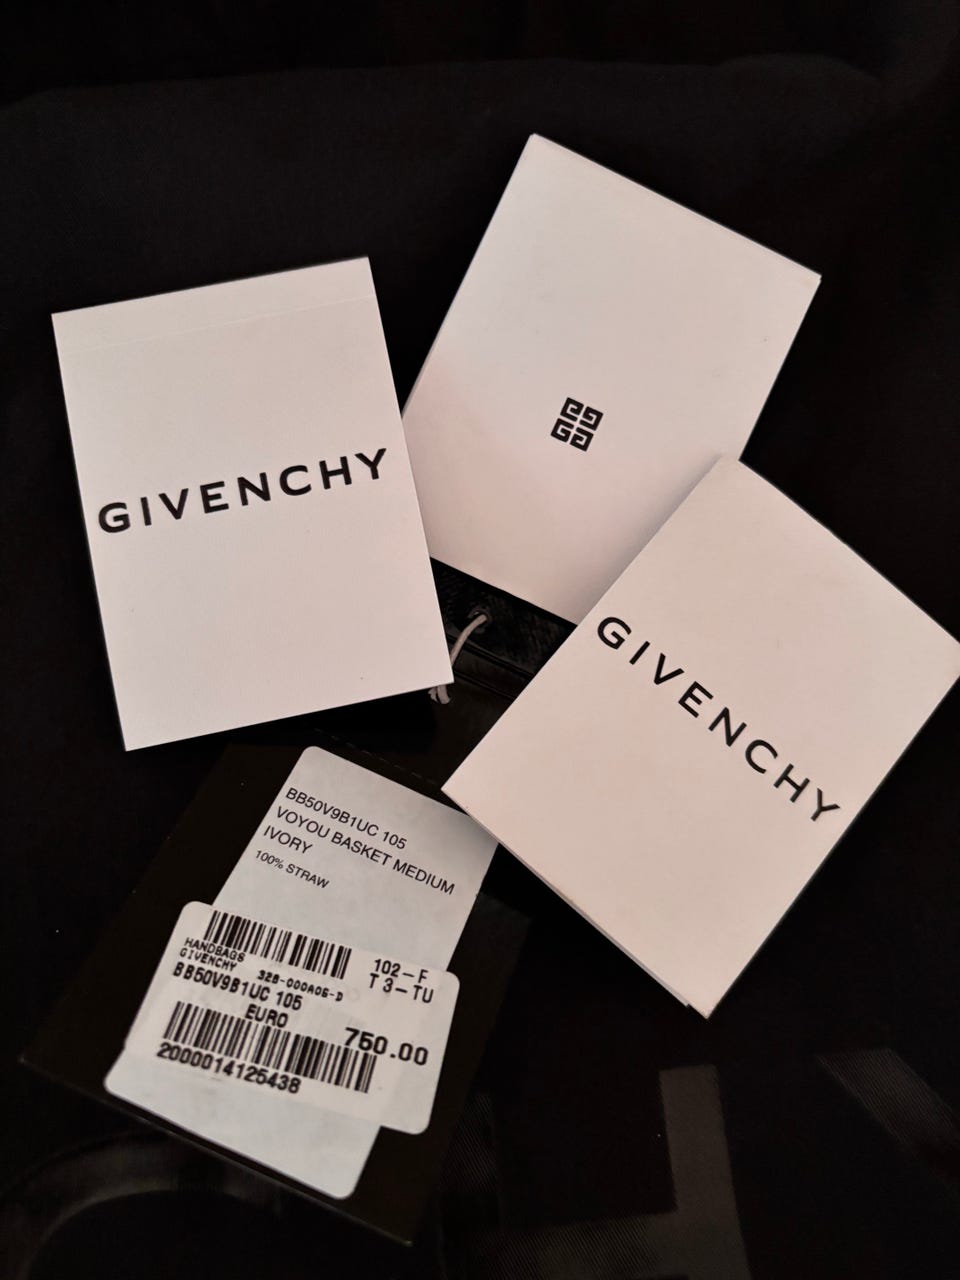 GIVENCHY
GIVENCHY
BB50V9B1UC 105
VOYOU BASKET MEDIUM
IVORY
100% STRAW
HANDBAGS
GIVENCHY
328-000A06-D
102-F
T 3-TU
BB50V9B1UC 105
EURO
750.00
2000014125438